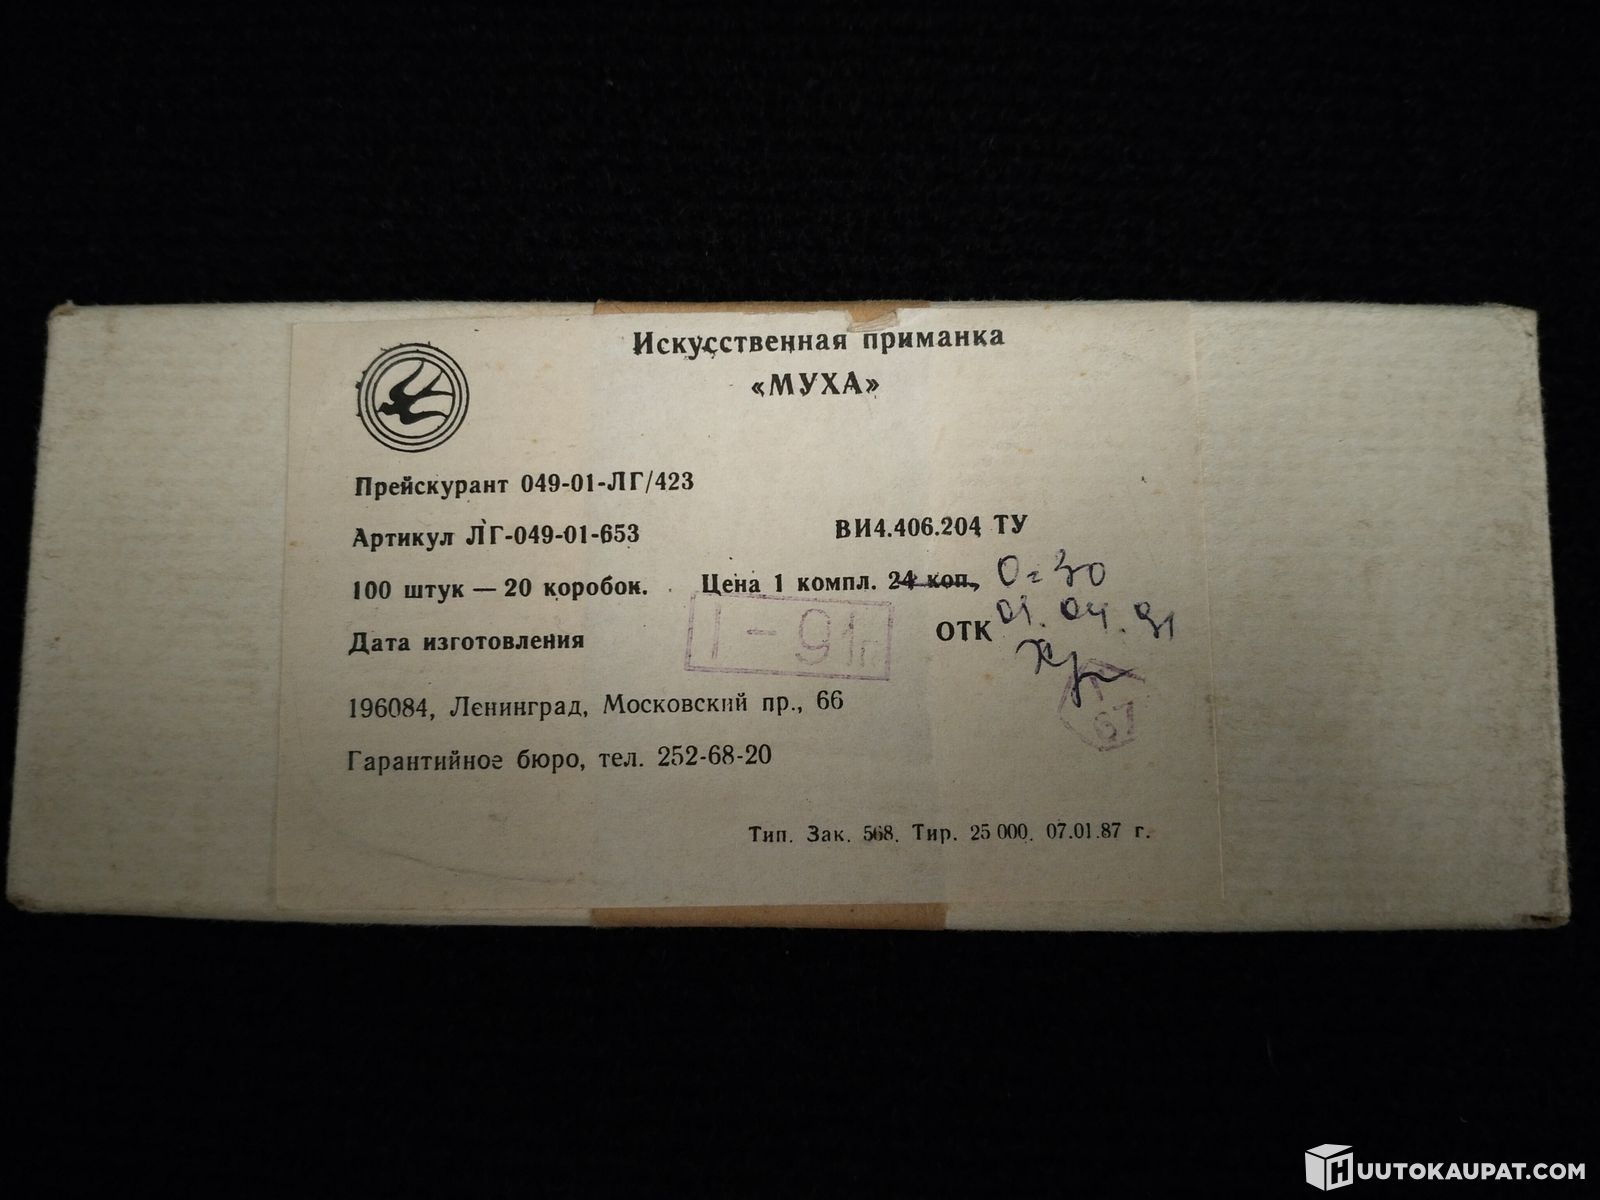 Искусственная приманка
«МУХА»
Прейскурант 049-01-ЛГ/423
Артикул ЛГ-049-01-653 ВИ4.406.204 ТУ
100 штук — 20 коробок. Цена 1 компл. 24 коп., 0=30
Дата изготовления I-91г. ОТК 01.04.91
67
196084, Ленинград, Московский пр., 66
Гарантийное бюро, тел. 252-68-20
Тип. Зак. 568. Тир. 25 000. 07.01.87 г.
HUUTOKAUPAT.COM